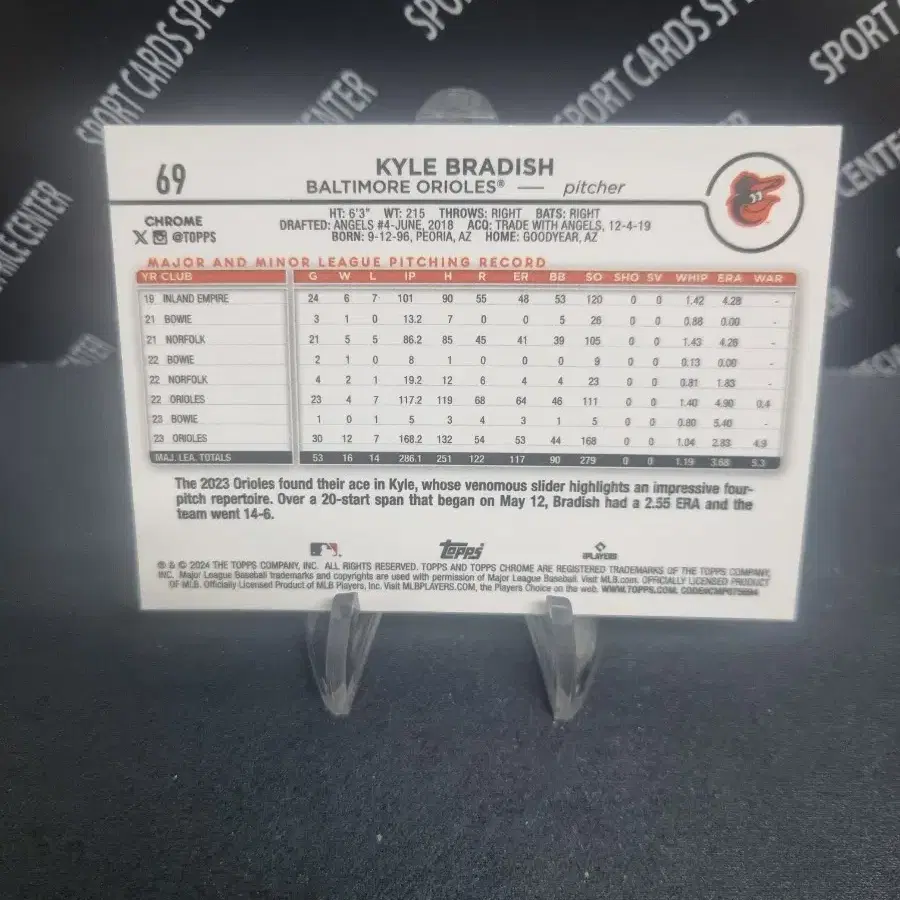 SPORT CARDS SPEC
SPO
SPORT CARDS S
SPORT
CENTER
CENTE
PRICE CENTER
69
KYLE BRADISH
BALTIMORE ORIOLES® — pitcher
CHROME
@TOPPS
HT: 6'3" WT: 215 THROWS: RIGHT BATS: RIGHT
DRAFTED: ANGELS #4-JUNE, 2018 ACQ: TRADE WITH ANGELS, 12-4-19
BORN: 9-12-96, PEORIA, AZ HOME: GOODYEAR, AZ
MAJOR AND MINOR LEAGUE PITCHING RECORD
YR CLUB G W L IP H R ER BB SO SHO SV WHIP ERA WAR
19 INLAND EMPIRE 24 6 7 101 90 55 48 53 120 0 0 1.42 4.28 -
21 BOWIE 3 1 0 13.2 7 0 0 5 26 0 0 0.88 0.00 -
21 NORFOLK 21 5 5 86.2 85 45 41 39 105 0 0 1.43 4.26 -
22 BOWIE 2 1 0 8 1 0 0 0 9 0 0 0.13 0.00 -
22 NORFOLK 4 2 1 19.2 12 6 4 4 23 0 0 0.81 1.83 -
22 ORIOLES 23 4 7 117.2 119 68 64 46 111 0 0 1.40 4.90 0.4
23 BOWIE 1 0 1 5 3 4 3 1 5 0 0 0.80 5.40 -
23 ORIOLES 30 12 7 168.2 132 54 53 44 168 0 0 1.04 2.83 4.9
MAJ. LEA. TOTALS 53 16 14 286.1 251 122 117 90 279 0 0 1.19 3.68 5.3
The 2023 Orioles found their ace in Kyle, whose venomous slider highlights an impressive four-
pitch repertoire. Over a 20-start span that began on May 12, Bradish had a 2.55 ERA and the
team went 14-6.
topps
PLAYERS
® & © 2024 THE TOPPS COMPANY, INC. ALL RIGHTS RESERVED. TOPPS AND TOPPS CHROME ARE REGISTERED TRADEMARKS OF THE TOPPS COMPANY,
INC. Major League Baseball trademarks and copyrights are used with permission of Major League Baseball. Visit MLB.com. OFFICIALLY LICENSED PRODUCT
OF MLB. Officially Licensed Product of MLB Players, Inc. Visit MLBPLAYERS.COM, the Players Choice on the web. WWW.TOPPS.COM.